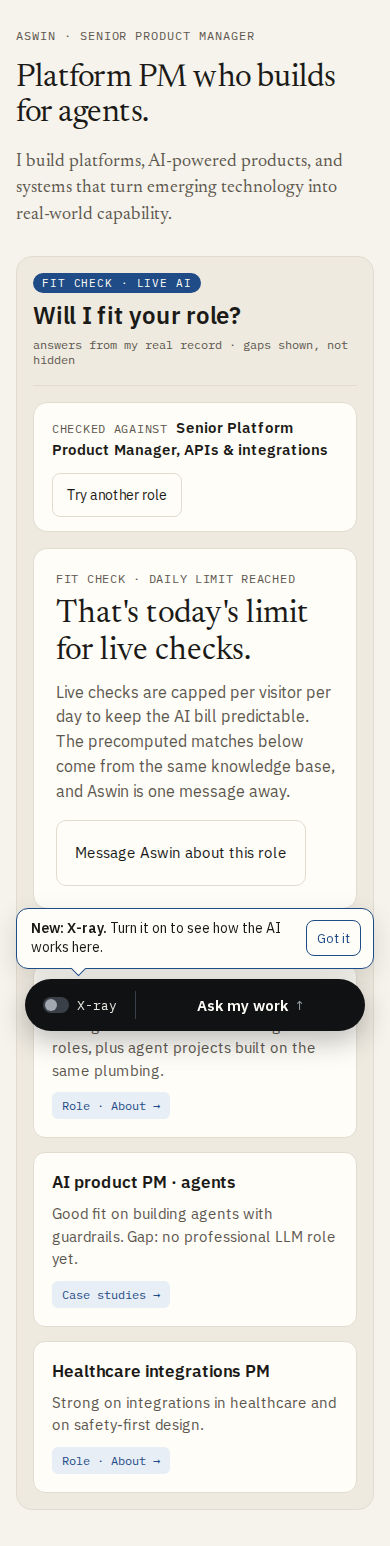 ASWIN · SENIOR PRODUCT MANAGER
Platform PM who builds
for agents.
I build platforms, AI-powered products, and
systems that turn emerging technology into
real-world capability.
FIT CHECK · LIVE AI
Will I fit your role?
answers from my real record · gaps shown, not
hidden
CHECKED AGAINST Senior Platform
Product Manager, APIs & integrations
Try another role
FIT CHECK · DAILY LIMIT REACHED
That's today's limit
for live checks.
Live checks are capped per visitor per
day to keep the AI bill predictable.
The precomputed matches below
come from the same knowledge base,
and Aswin is one message away.
Message Aswin about this role
New: X-ray. Turn it on to see how the AI
works here.
Got it
X-ray
Ask my work ↑
roles, plus agent projects built on the
same plumbing.
Role · About →
AI product PM · agents
Good fit on building agents with
guardrails. Gap: no professional LLM role
yet.
Case studies →
Healthcare integrations PM
Strong on integrations in healthcare and
on safety-first design.
Role · About →